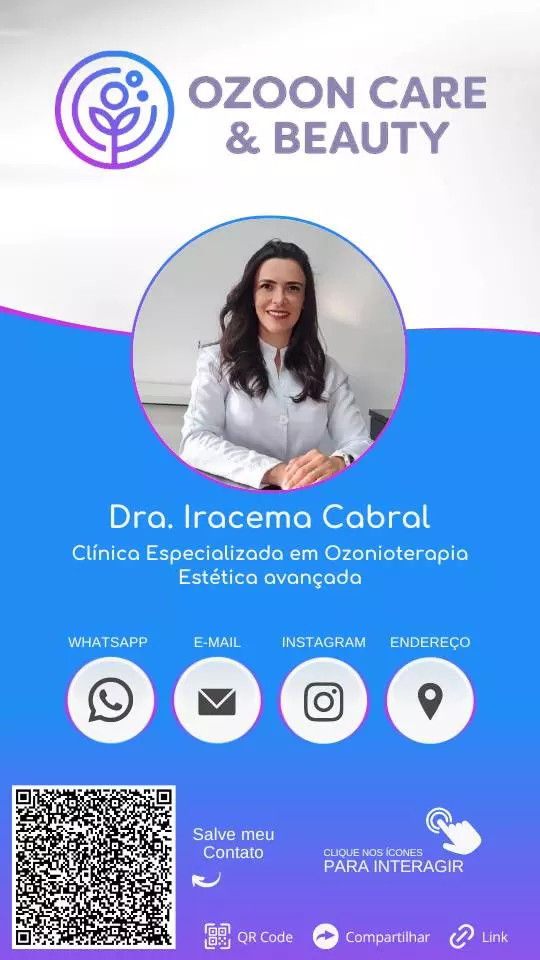 OZOON CARE
& BEAUTY
Dra. Iracema Cabral
Clínica Especializada em Ozonioterapia
Estética avançada
WHATSAPP
E-MAIL
INSTAGRAM
ENDEREÇO
Salve meu
Contato
CLIQUE NOS ÍCONES
PARA INTERAGIR
QR Code
Compartilhar
Link